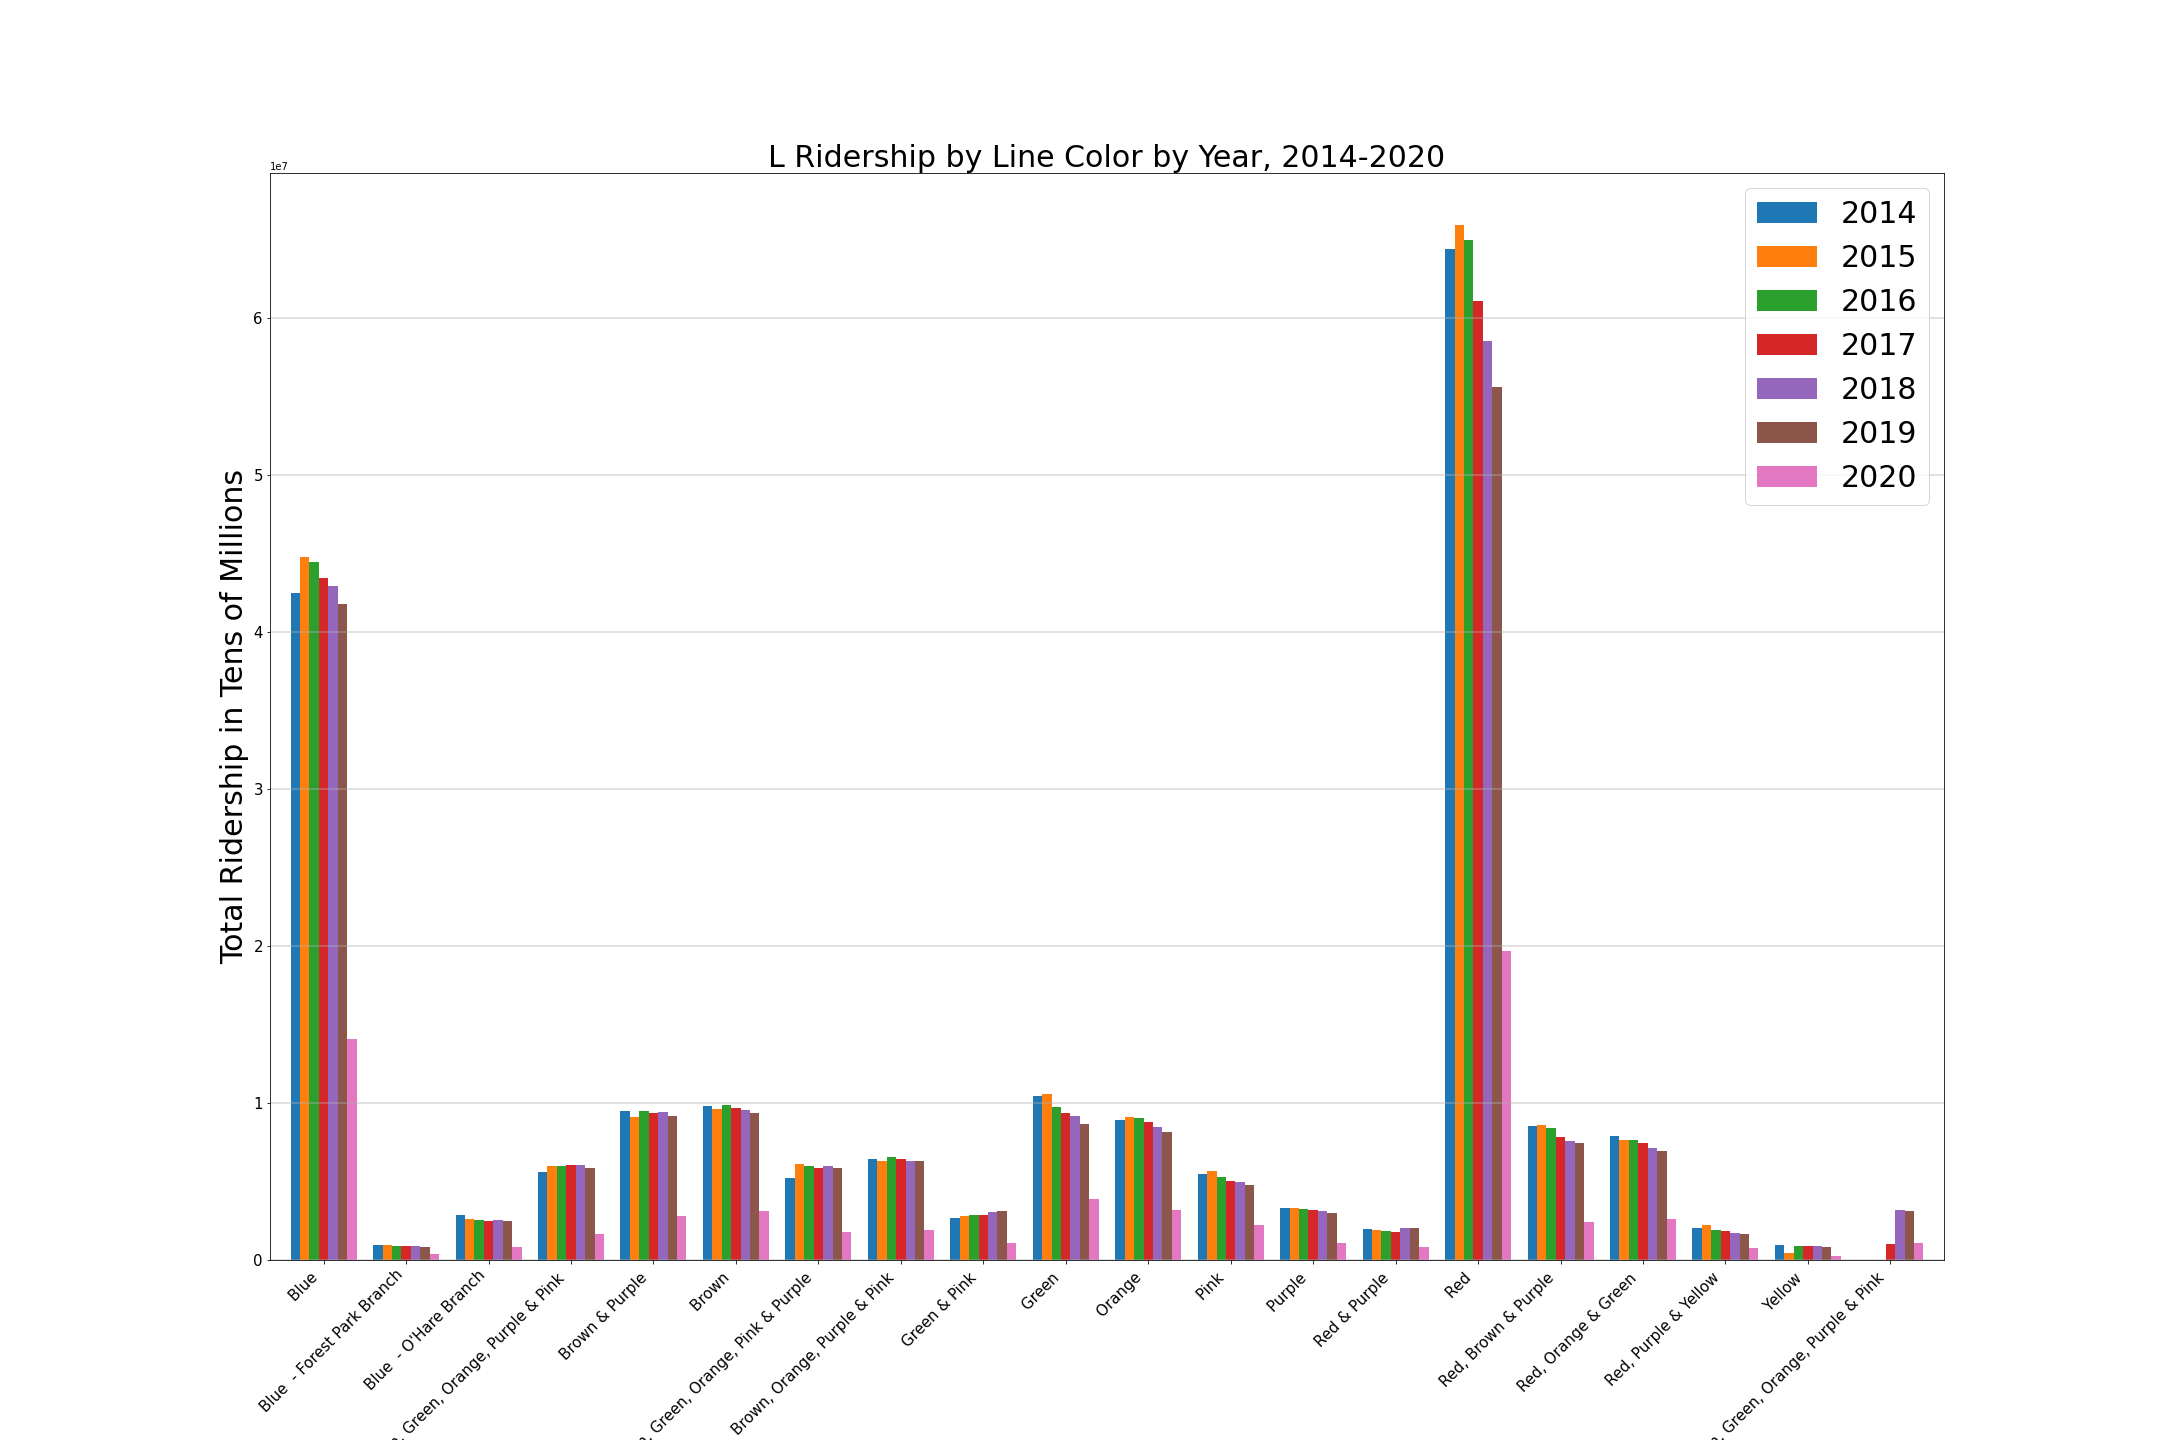 L Ridership by Line Color by Year, 2014-2020
1e7
2014
2015
2016
2017
2018
2019
2020
Total Ridership in Tens of Millions
6
5
4
3
2
1
0
Blue
Blue - Forest Park Branch
Blue - O'Hare Branch
Green, Orange, Purple & Pink
Brown & Purple
Brown
Green, Orange, Pink & Purple
Brown, Orange, Purple & Pink
Green & Pink
Green
Orange
Pink
Purple
Red & Purple
Red
Red, Brown & Purple
Red, Orange & Green
Red, Purple & Yellow
Yellow
Green, Orange, Purple & Pink